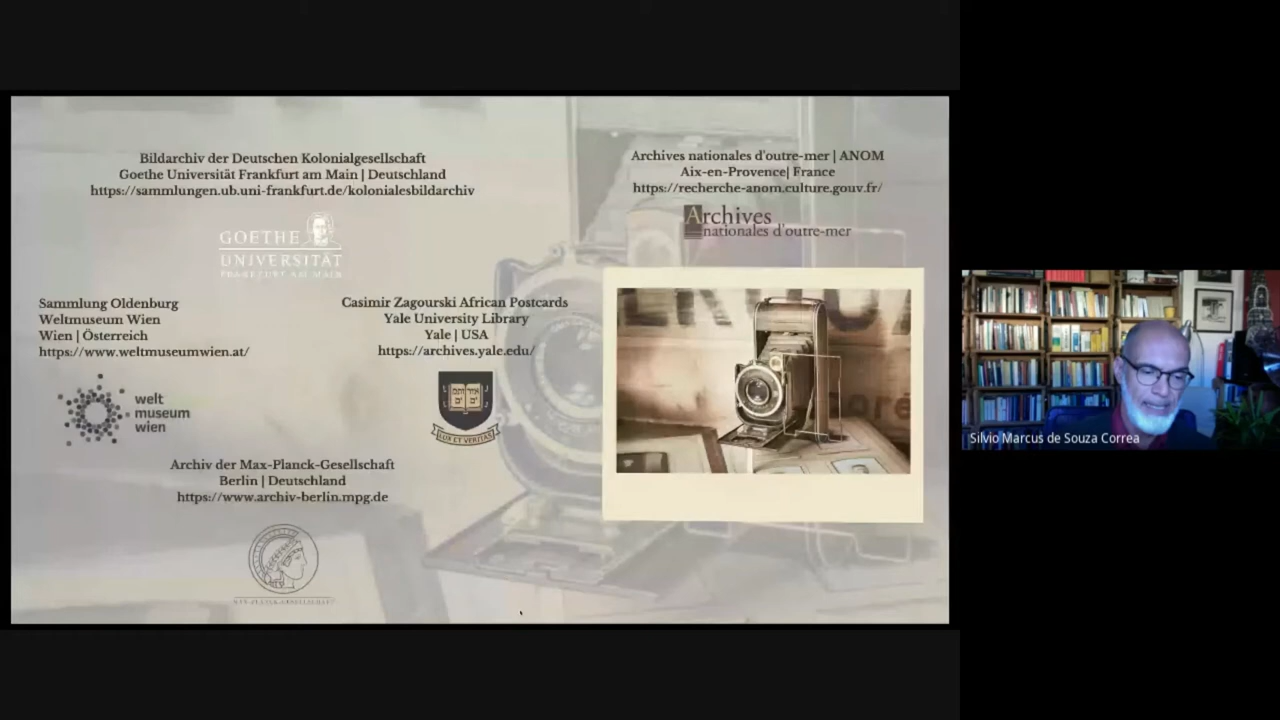 Bildarchiv der Deutschen Kolonialgesellschaft
Goethe Universität Frankfurt am Main | Deutschland
https://sammlungen.ub.uni-frankfurt.de/kolonialesbildarchiv
GOETHE
UNIVERSITÄT
FRANKFURT AM MAIN
Archives nationales d'outre-mer | ANOM
Aix-en-Provence| France
https://recherche-anom.culture.gouv.fr/
Archives
nationales d'outre-mer
Sammlung Oldenburg
Weltmuseum Wien
Wien | Österreich
https://www.weltmuseumwien.at/
welt
museum
wien
Casimir Zagourski African Postcards
Yale University Library
Yale | USA
https://archives.yale.edu/
LUX ET VERITAS
Archiv der Max-Planck-Gesellschaft
Berlin | Deutschland
https://www.archiv-berlin.mpg.de
MAX-PLANCK-GESELLSCHAFT
Silvio Marcus de Souza Correa